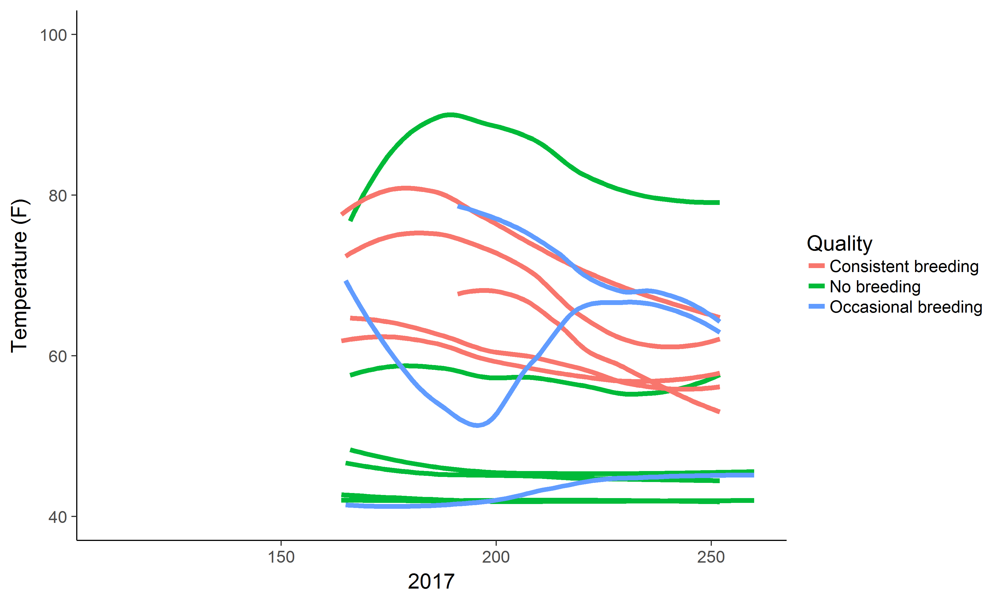 100
80
60
40
Temperature (F)
150 200 250
2017
Quality
Consistent breeding
No breeding
Occasional breeding